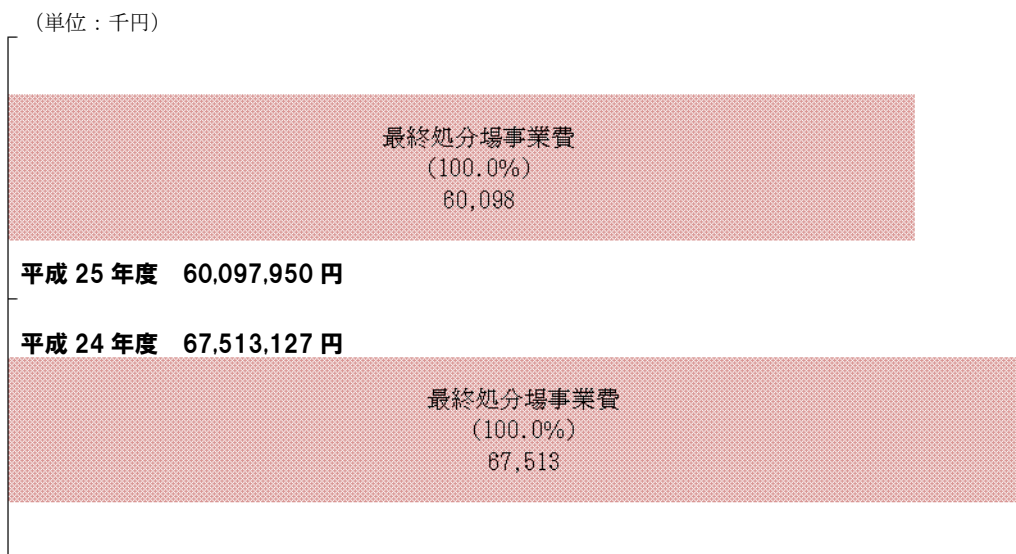 （単位：千円）
最終処分場事業費
(100.0%)
60,098
平成 25 年度　60,097,950 円
平成 24 年度　67,513,127 円
最終処分場事業費
(100.0%)
67,513